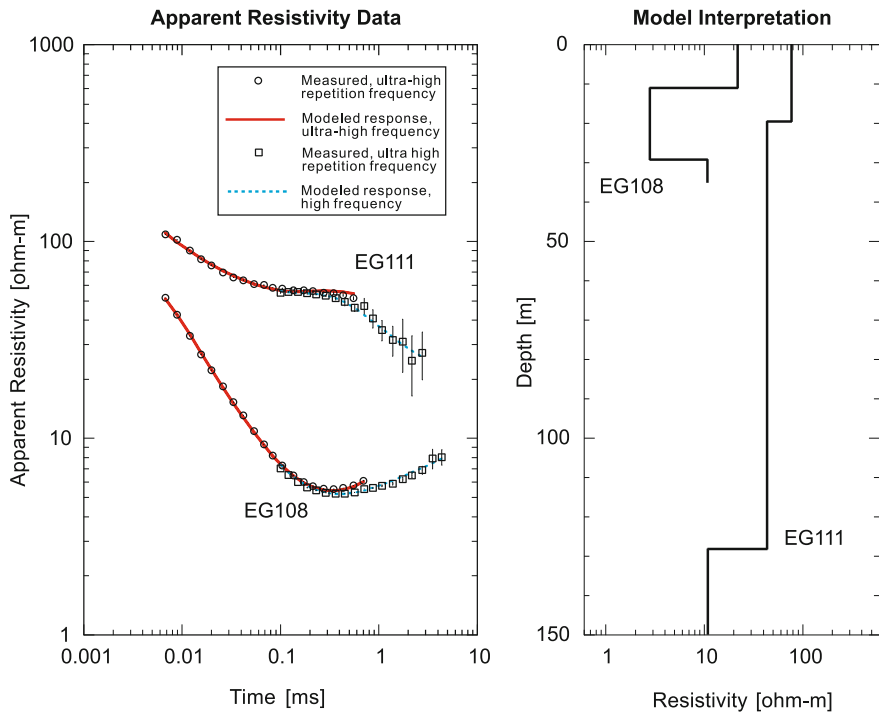 Apparent Resistivity Data
Apparent Resistivity [ohm-m]
1000
100
10
1
Measured, ultra-high
repetition frequency
Modeled response,
ultra-high frequency
Measured, ultra high
repetition frequency
Modeled response,
high frequency
EG111
EG108
0.001
0.01
0.1
1
10
Time [ms]
Model Interpretation
Depth [m]
0
50
100
150
EG108
EG111
1
10
100
Resistivity [ohm-m]